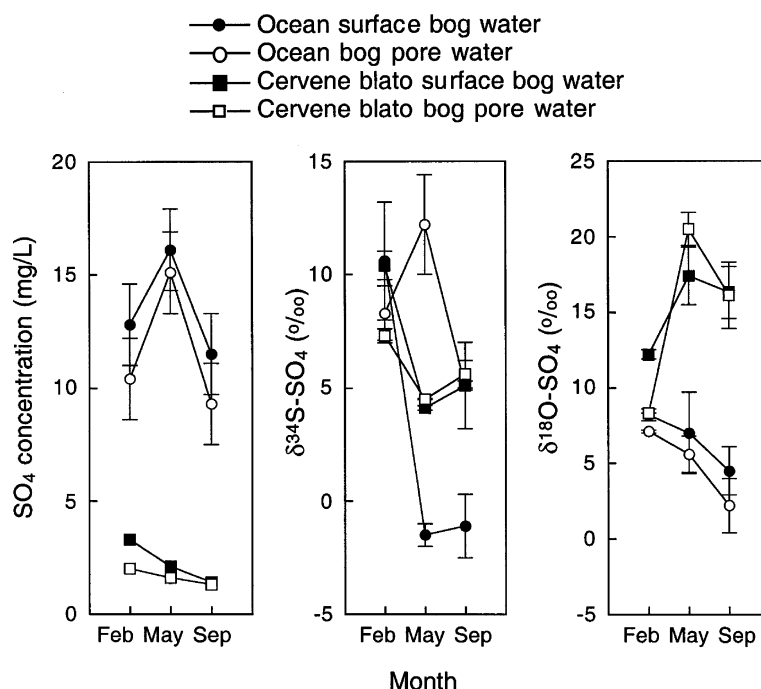 Ocean surface bog water
Ocean bog pore water
Cervene blato surface bog water
Cervene blato bog pore water
SO₄ concentration (mg/L)
20
15
10
5
0
Feb May Sep
δ³⁴S-SO₄ (º/oo)
15
10
5
0
-5
Feb May Sep
δ¹⁸O-SO₄ (º/oo)
25
20
15
10
5
0
-5
Feb May Sep
Month